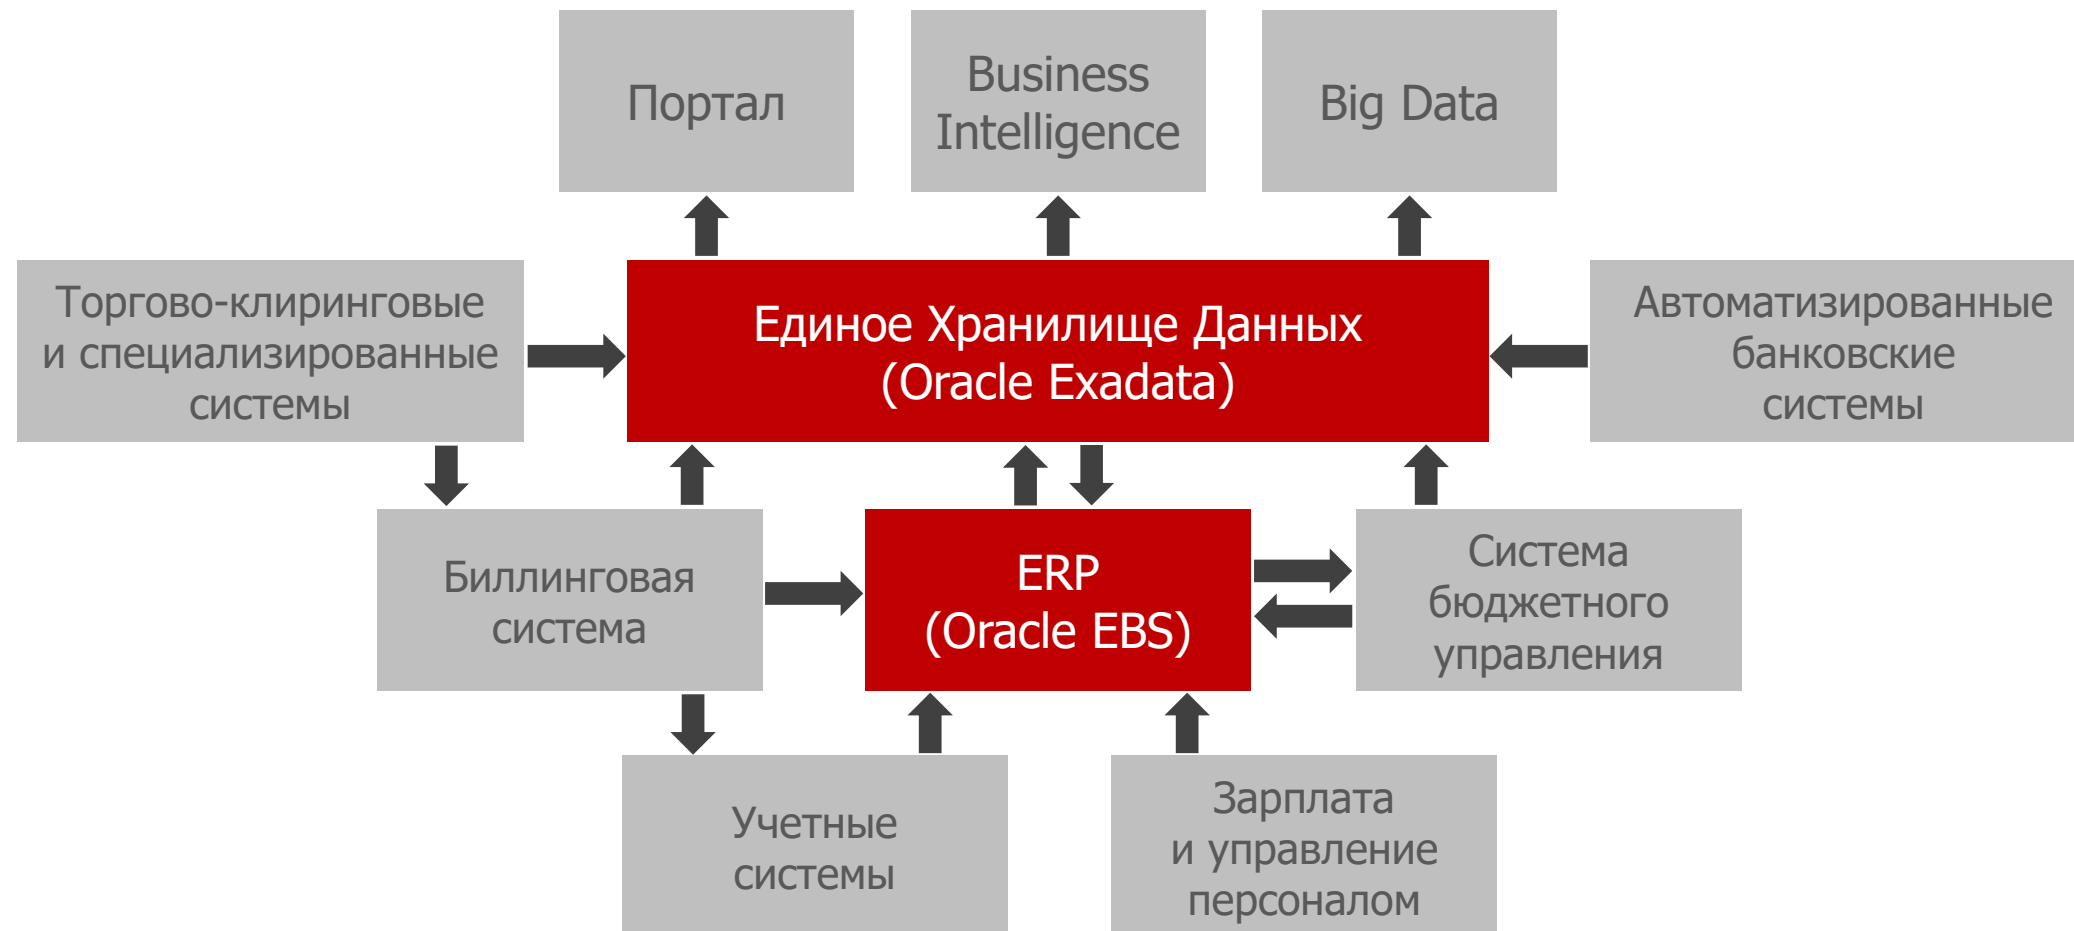 Портал
Business
Intelligence
Big Data
Торгово-клиринговые
и специализированные
системы
Единое Хранилище Данных
(Oracle Exadata)
Автоматизированные
банковские
системы
Биллинговая
система
ERP
(Oracle EBS)
Система
бюджетного
управления
Учетные
системы
Зарплата
и управление
персоналом